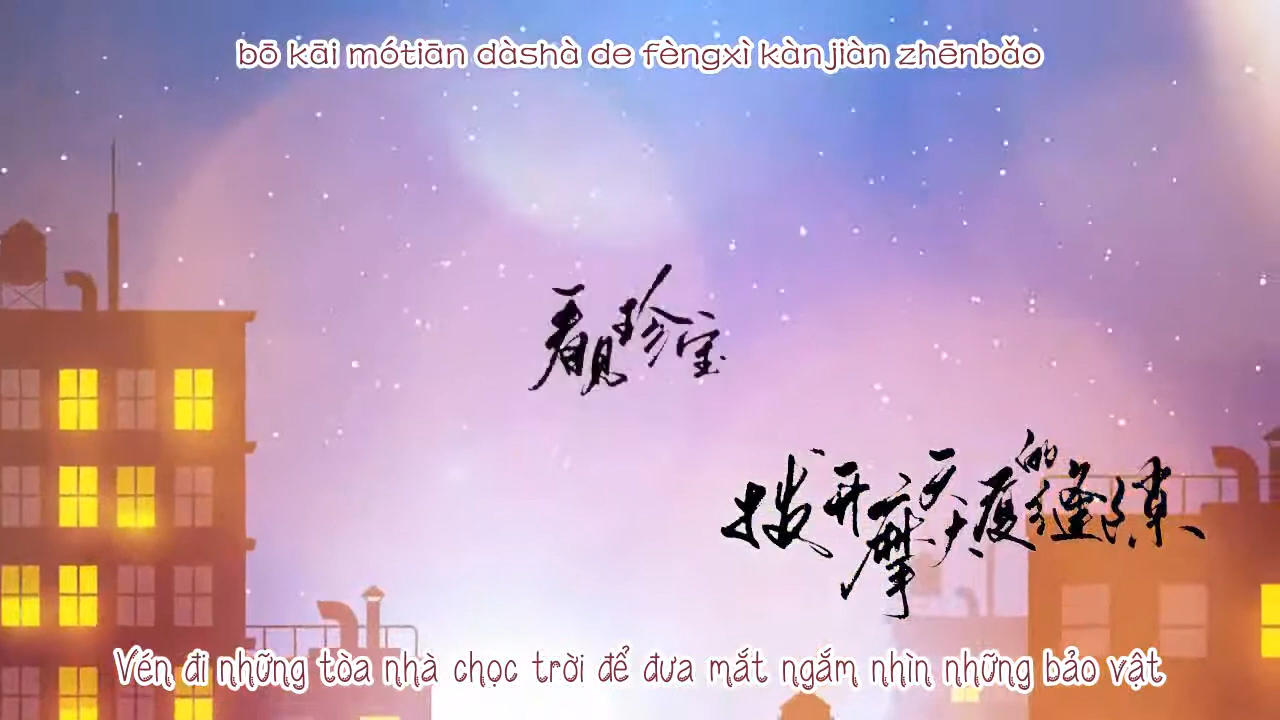 bō kāi mótiān dàshà de fèngxì kànjiàn zhēnbǎo
看见珍宝
拨开摩天大厦的缝隙
Vén đi những tòa nhà chọc trời để đưa mắt ngắm nhìn những bảo vật